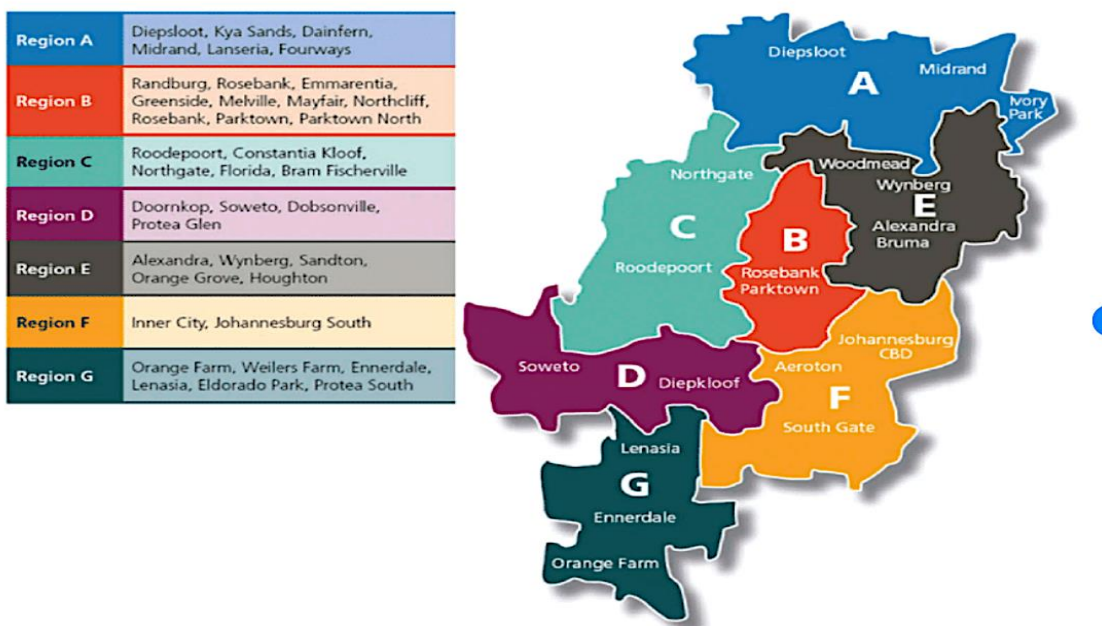 Region A
Diepsloot, Kya Sands, Dainfern,
Midrand, Lanseria, Fourways
Region B
Randburg, Rosebank, Emmarentia,
Greenside, Melville, Mayfair, Northcliff,
Rosebank, Parktown, Parktown North
Region C
Roodepoort, Constantia Kloof,
Northgate, Florida, Bram Fischerville
Region D
Doornkop, Soweto, Dobsonville,
Protea Glen
Region E
Alexandra, Wynberg, Sandton,
Orange Grove, Houghton
Region F
Inner City, Johannesburg South
Region G
Orange Farm, Weilers Farm, Ennerdale,
Lenasia, Eldorado Park, Protea South
Diepsloot
Midrand
A
Ivory
Park
Woodmead
Northgate
Wynberg
E
C
B
Alexandra
Bruma
Roodepoort
Rosebank
Parktown
Johannesburg
CBD
Soweto
D
Diepkloof
Aeroton
F
South Gate
Lenasia
G
Ennerdale
Orange Farm